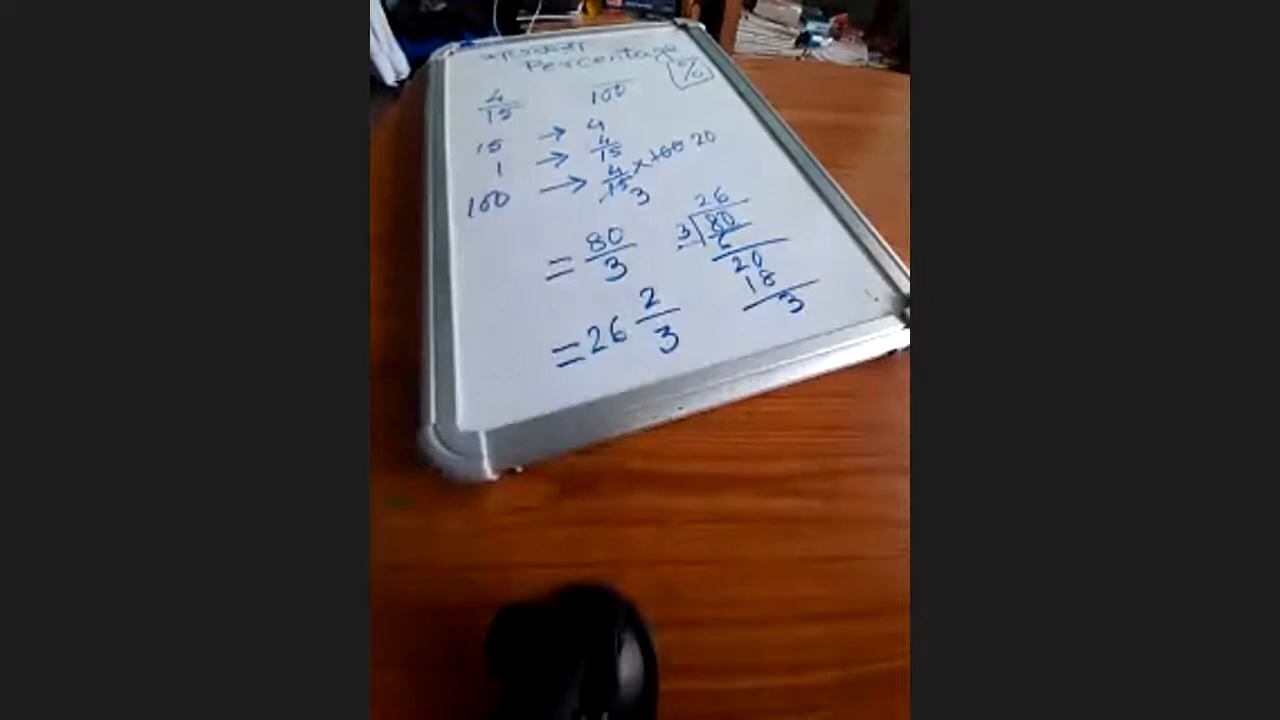 Percentage
%
4/15
100
15 → 4
1 → 4/15
100 → 4/15 x 100 20
3
= 80/3
26
3 80
6
20
18
3
= 26 2/3